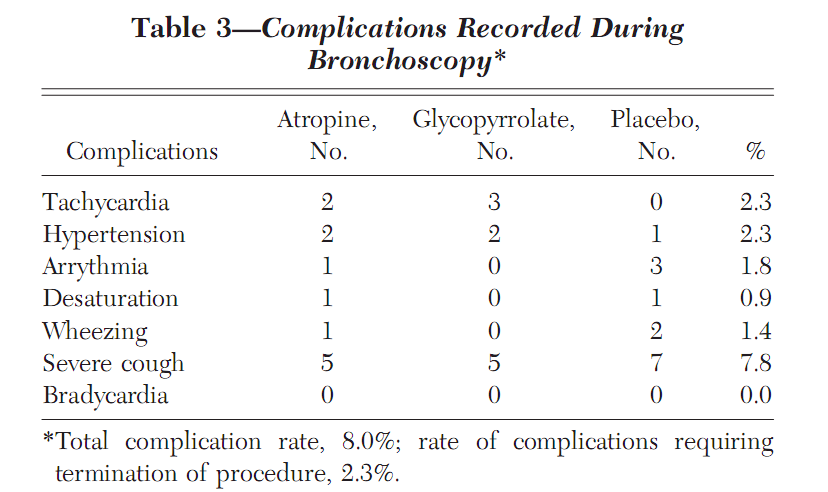 Table 3—Complications Recorded During
Bronchoscopy*
Atropine, Glycopyrrolate, Placebo,
Complications No. No. No. %
Tachycardia 2 3 0 2.3
Hypertension 2 2 1 2.3
Arrythmia 1 0 3 1.8
Desaturation 1 0 1 0.9
Wheezing 1 0 2 1.4
Severe cough 5 5 7 7.8
Bradycardia 0 0 0 0.0
*Total complication rate, 8.0%; rate of complications requiring
termination of procedure, 2.3%.